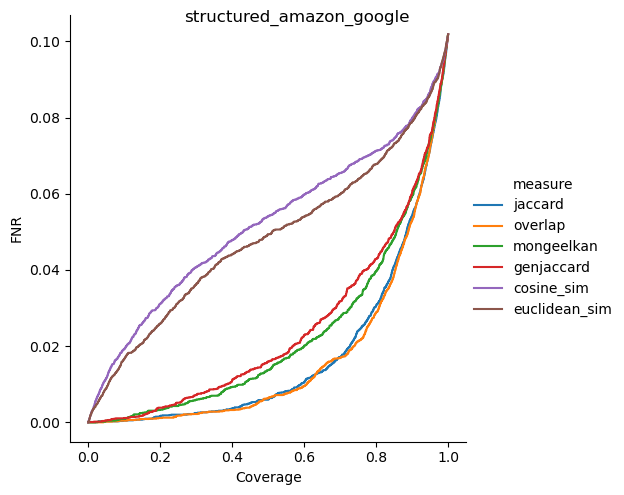 structured_amazon_google
0.10
0.08
0.06
0.04
0.02
0.00
FNR
0.0 0.2 0.4 0.6 0.8 1.0
Coverage
measure
jaccard
overlap
mongeelkan
genjaccard
cosine_sim
euclidean_sim